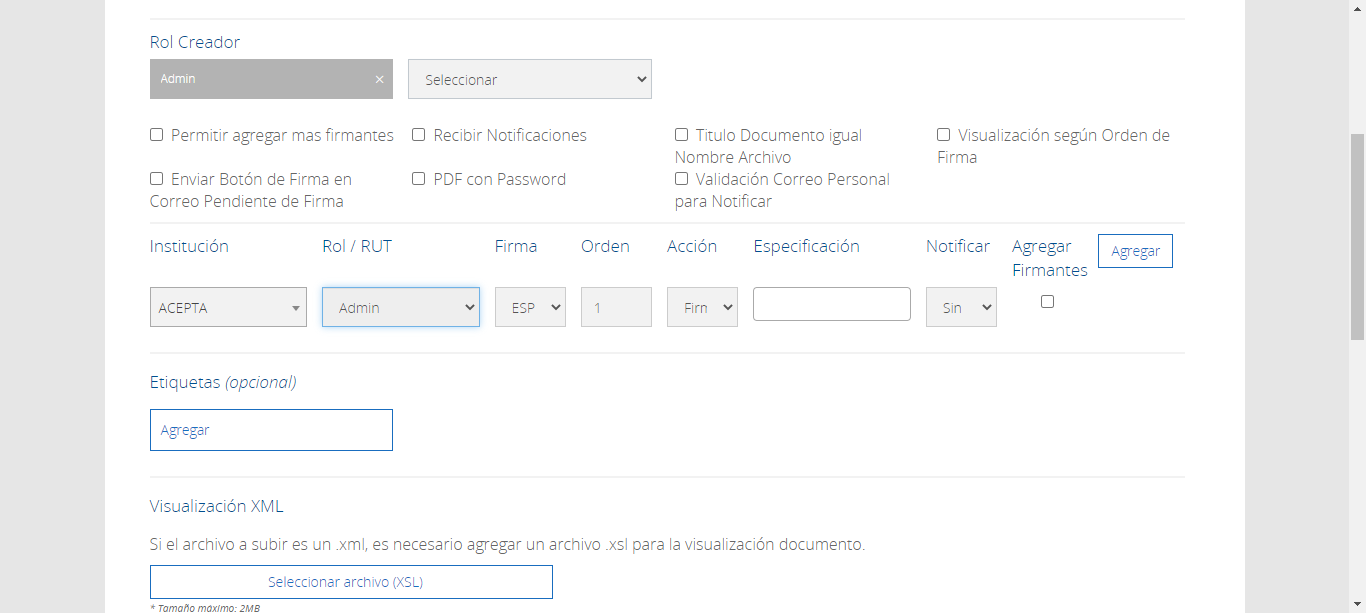 Rol Creador
Admin ×
Seleccionar
Permitir agregar mas firmantes
Recibir Notificaciones
Titulo Documento igual
Nombre Archivo
Visualización según Orden de
Firma
Enviar Botón de Firma en
Correo Pendiente de Firma
PDF con Password
Validación Correo Personal
para Notificar
Institución Rol / RUT Firma Orden Acción Especificación Notificar Agregar
Firmantes
Agregar
ACEPTA Admin ESP 1 Firn Sin
Etiquetas (opcional)
Agregar
Visualización XML
Si el archivo a subir es un .xml, es necesario agregar un archivo .xsl para la visualización documento.
Seleccionar archivo (XSL)
* Tamaño máximo: 2MB